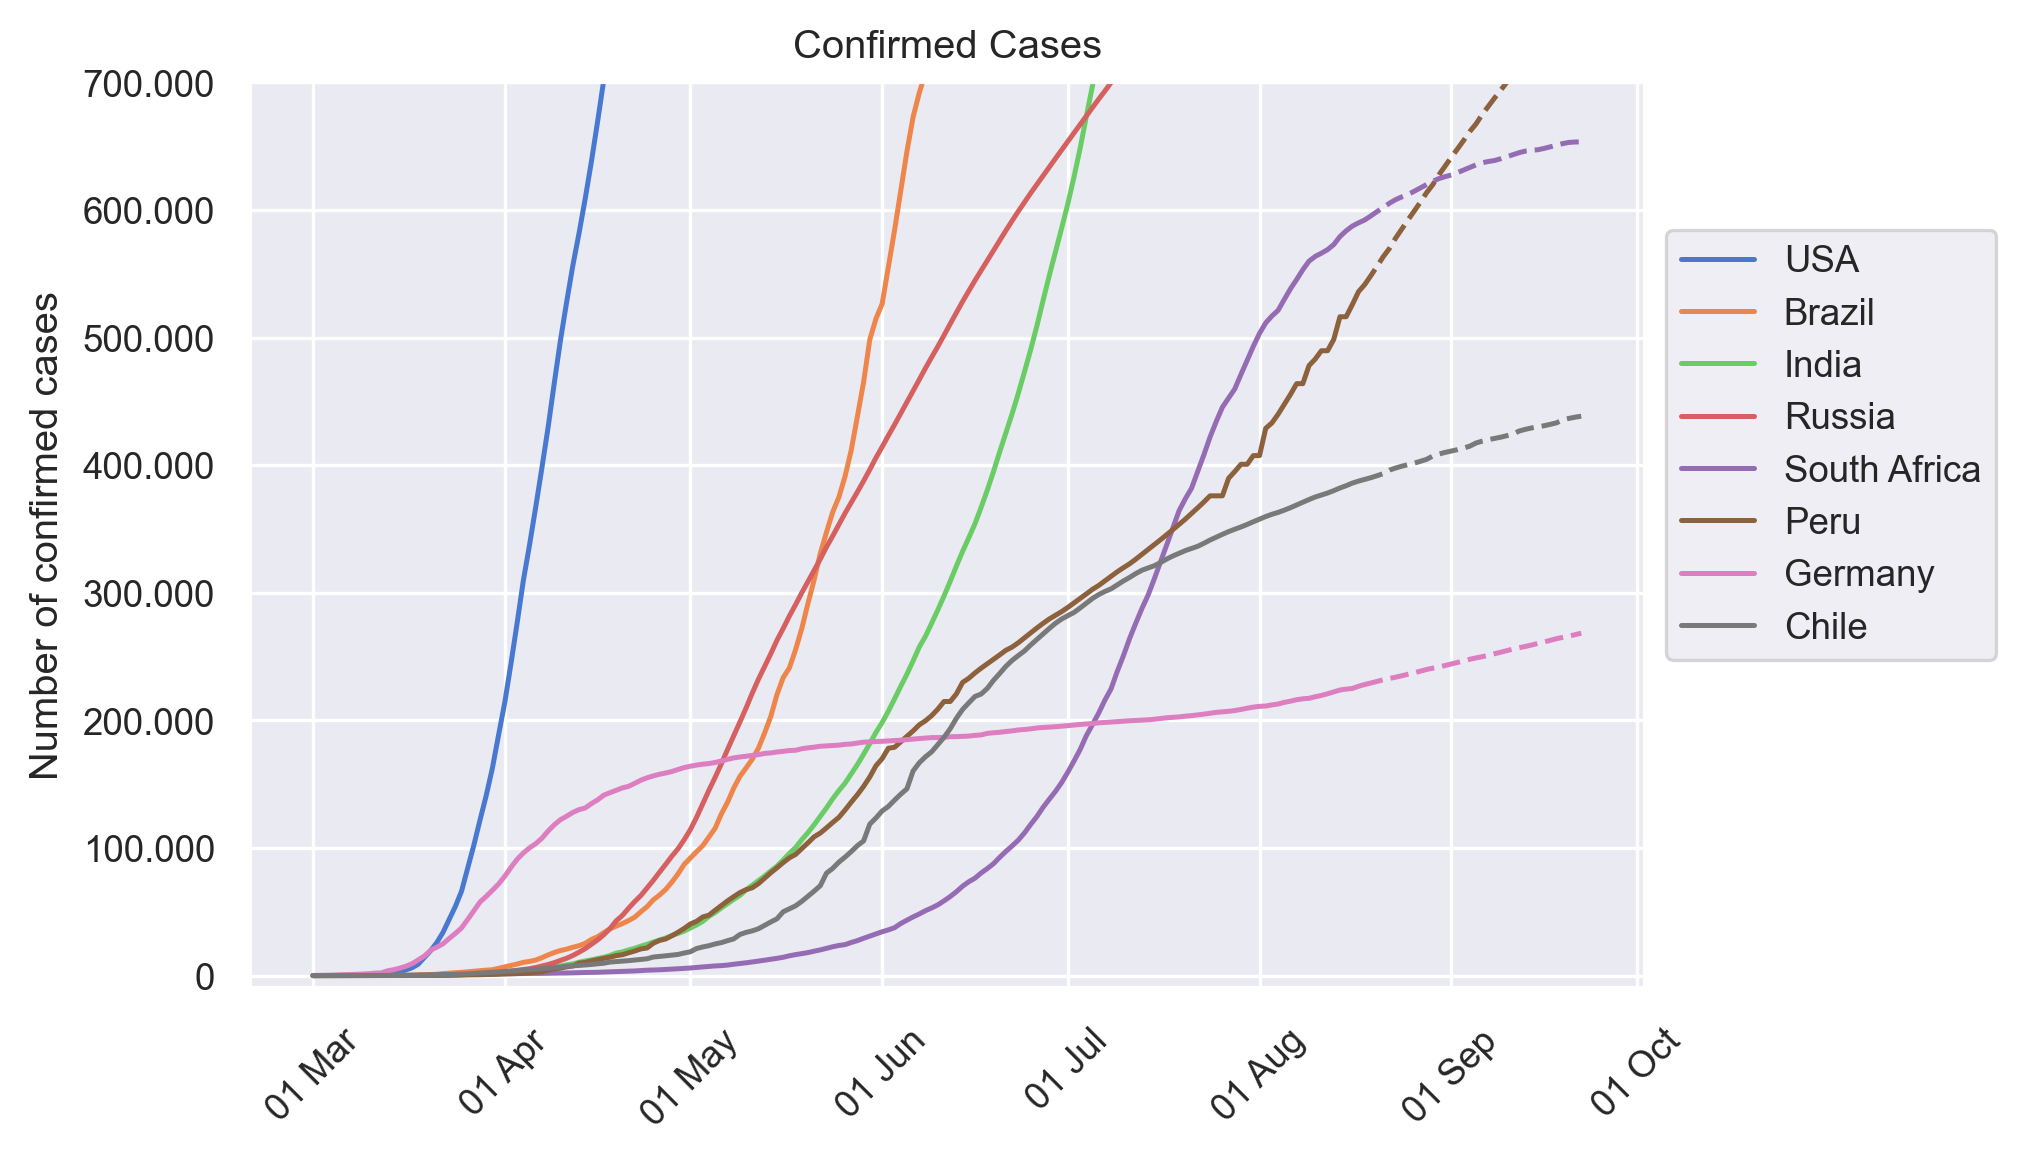 Confirmed Cases
Number of confirmed cases
700.000
600.000
500.000
400.000
300.000
200.000
100.000
0
01 Mar
01 Apr
01 May
01 Jun
01 Jul
01 Aug
01 Sep
01 Oct
USA
Brazil
India
Russia
South Africa
Peru
Germany
Chile